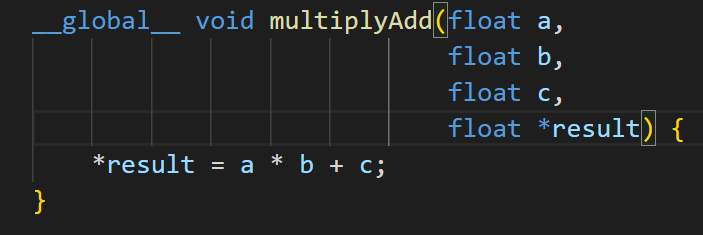 __global__ void multiplyAdd(float a,
float b,
float c,
float *result) {
*result = a * b + c;
}